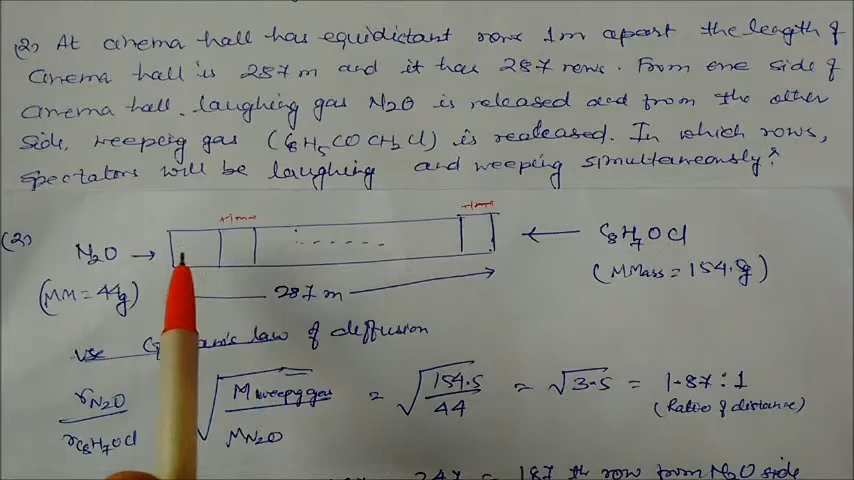 (2) At cinema hall has equidistant rows 1m apart the length of
cinema hall is 287 m and it has 287 rows. From one side of
cinema hall, laughing gas N2O is released and from the other
side, weeping gas (C6H5COCH2Cl) is realeased. In which rows,
spectators will be laughing and weeping simultaneously?
+1m+ +1m+
(2) N2O → ← C8H7OCl
(MM = 44g) 287 m (MMass = 154.5g)
use law of diffusion
rN2O / rC8H7OCl √(M weeping gas / MN2O) = √(154.5 / 44) = √3.5 = 1.87 : 1
(Ratio of distance)
= 187 th row from N2O side